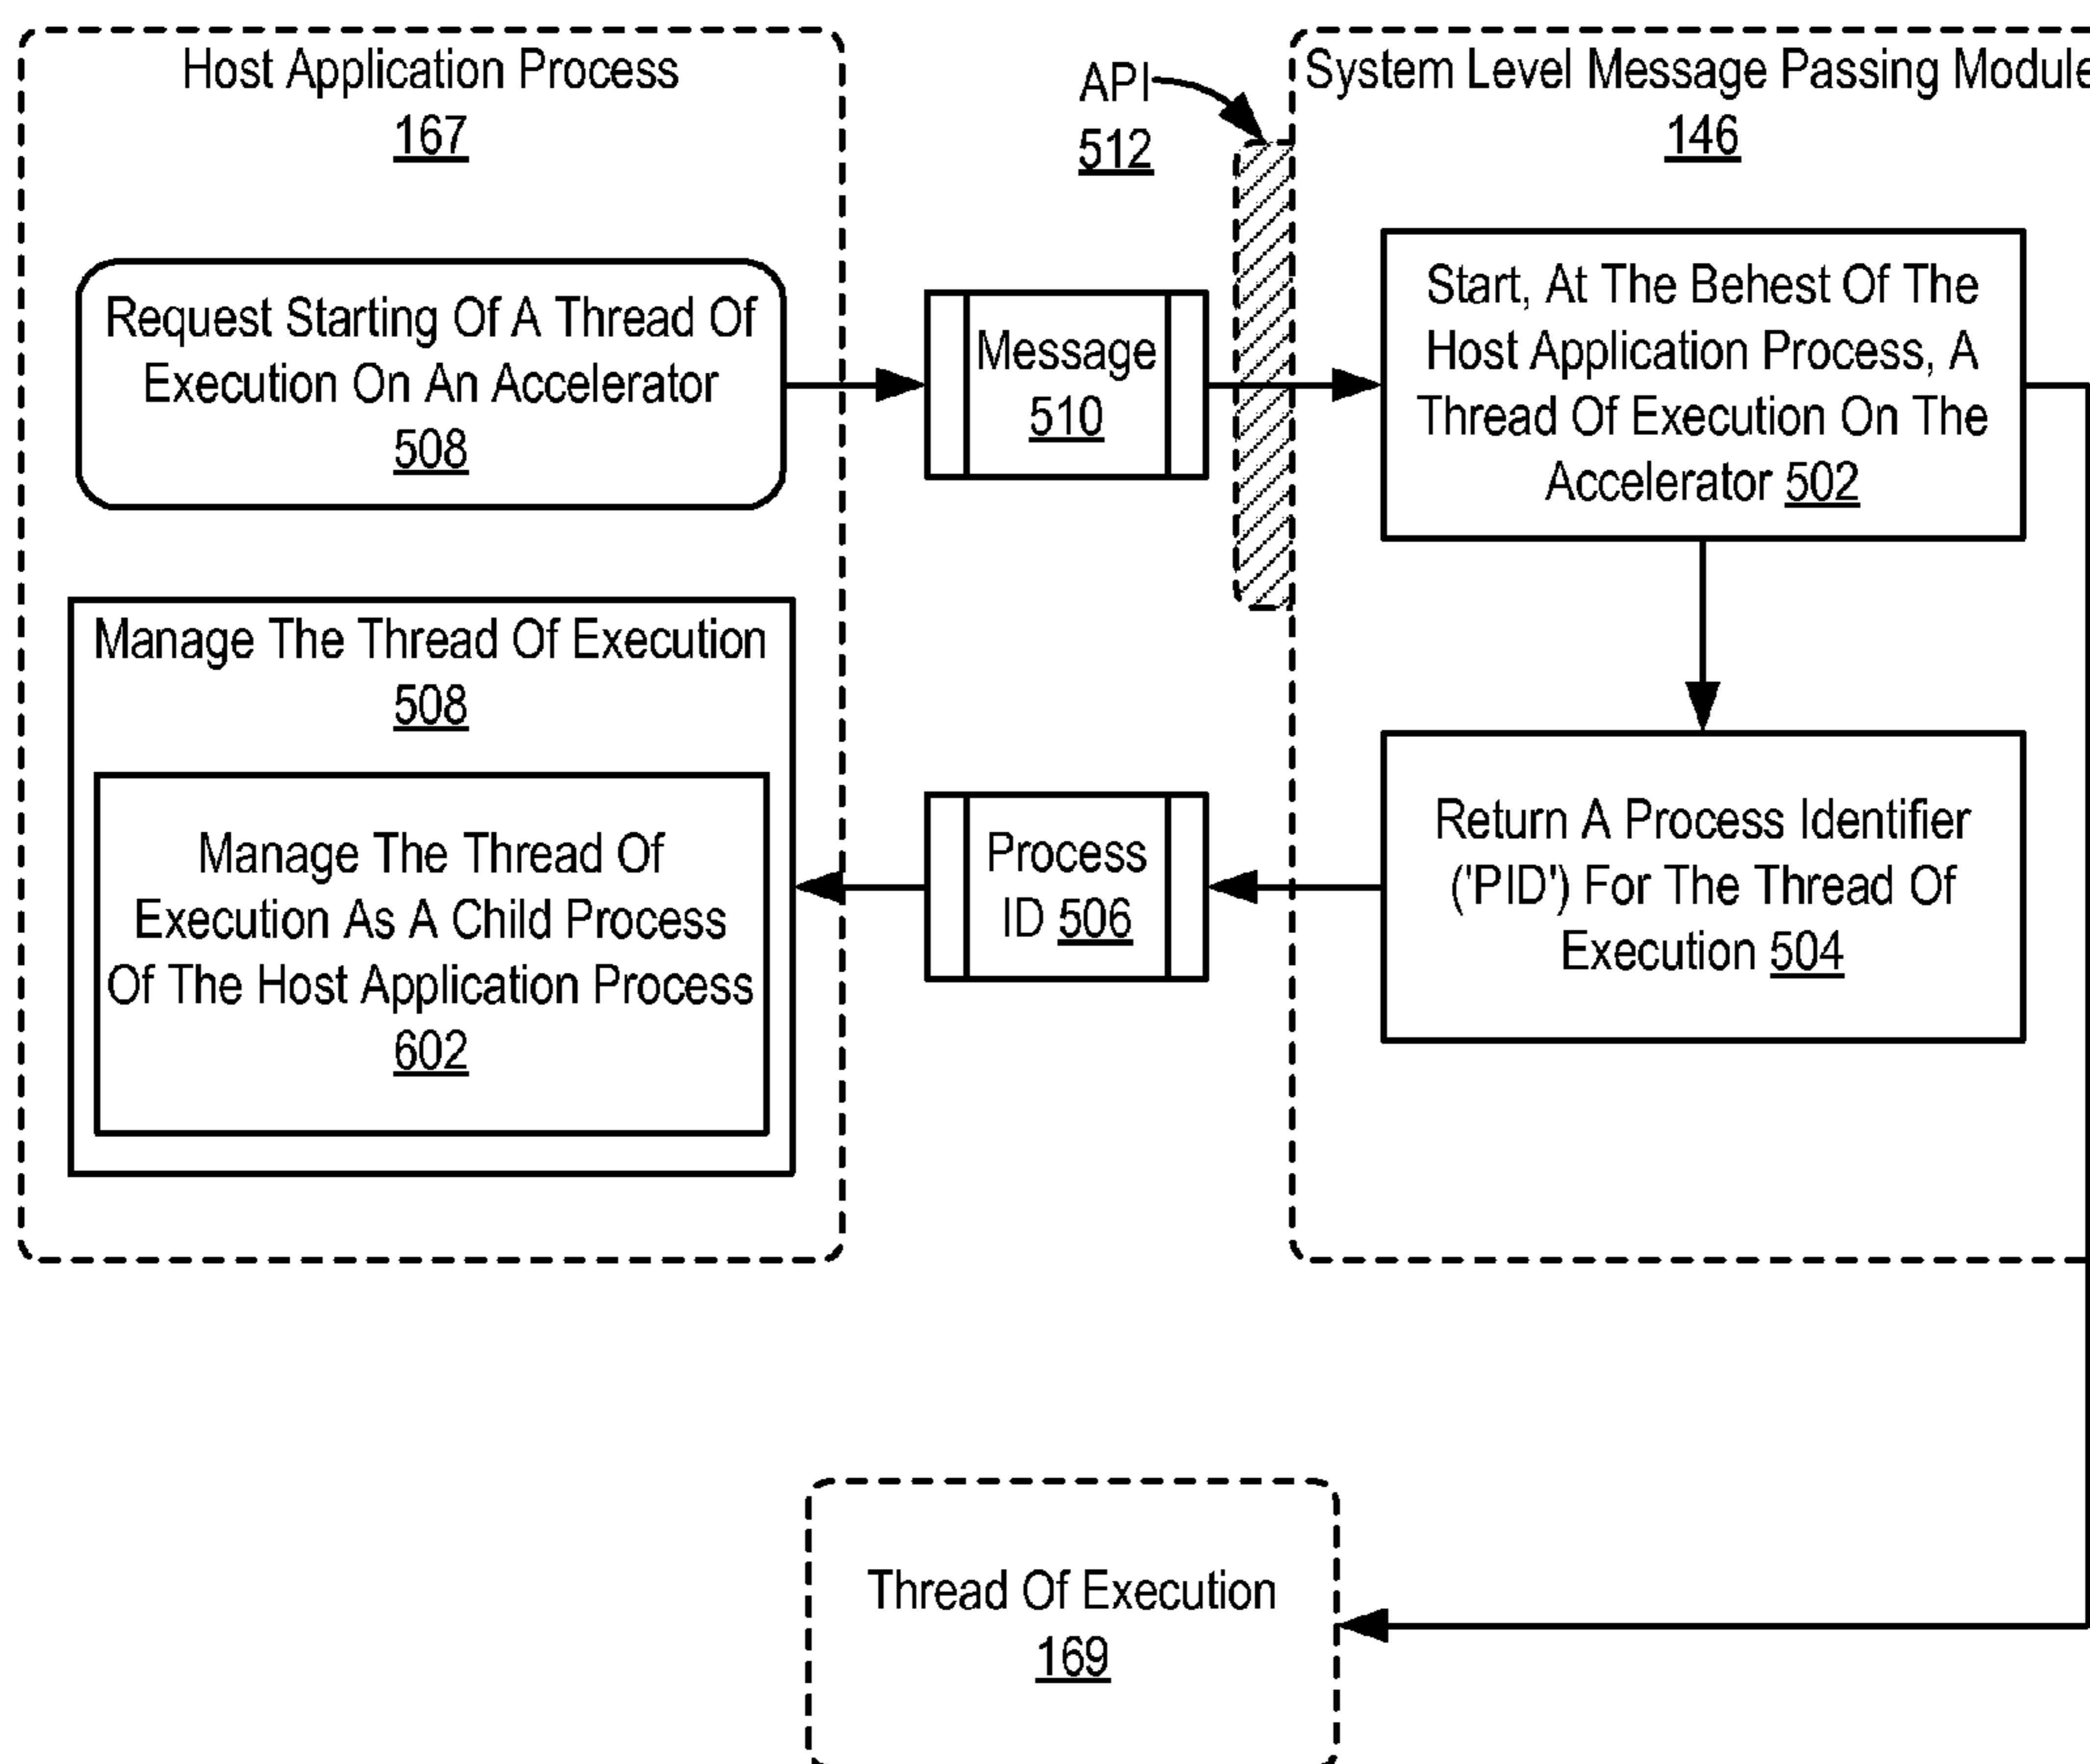 Host Application Process
167
API
512
System Level Message Passing Module
146
Request Starting Of A Thread Of
Execution On An Accelerator
508
Message
510
Start, At The Behest Of The
Host Application Process, A
Thread Of Execution On The
Accelerator 502
Manage The Thread Of Execution
508
Manage The Thread Of
Execution As A Child Process
Of The Host Application Process
602
Process
ID 506
Return A Process Identifier
('PID') For The Thread Of
Execution 504
Thread Of Execution
169